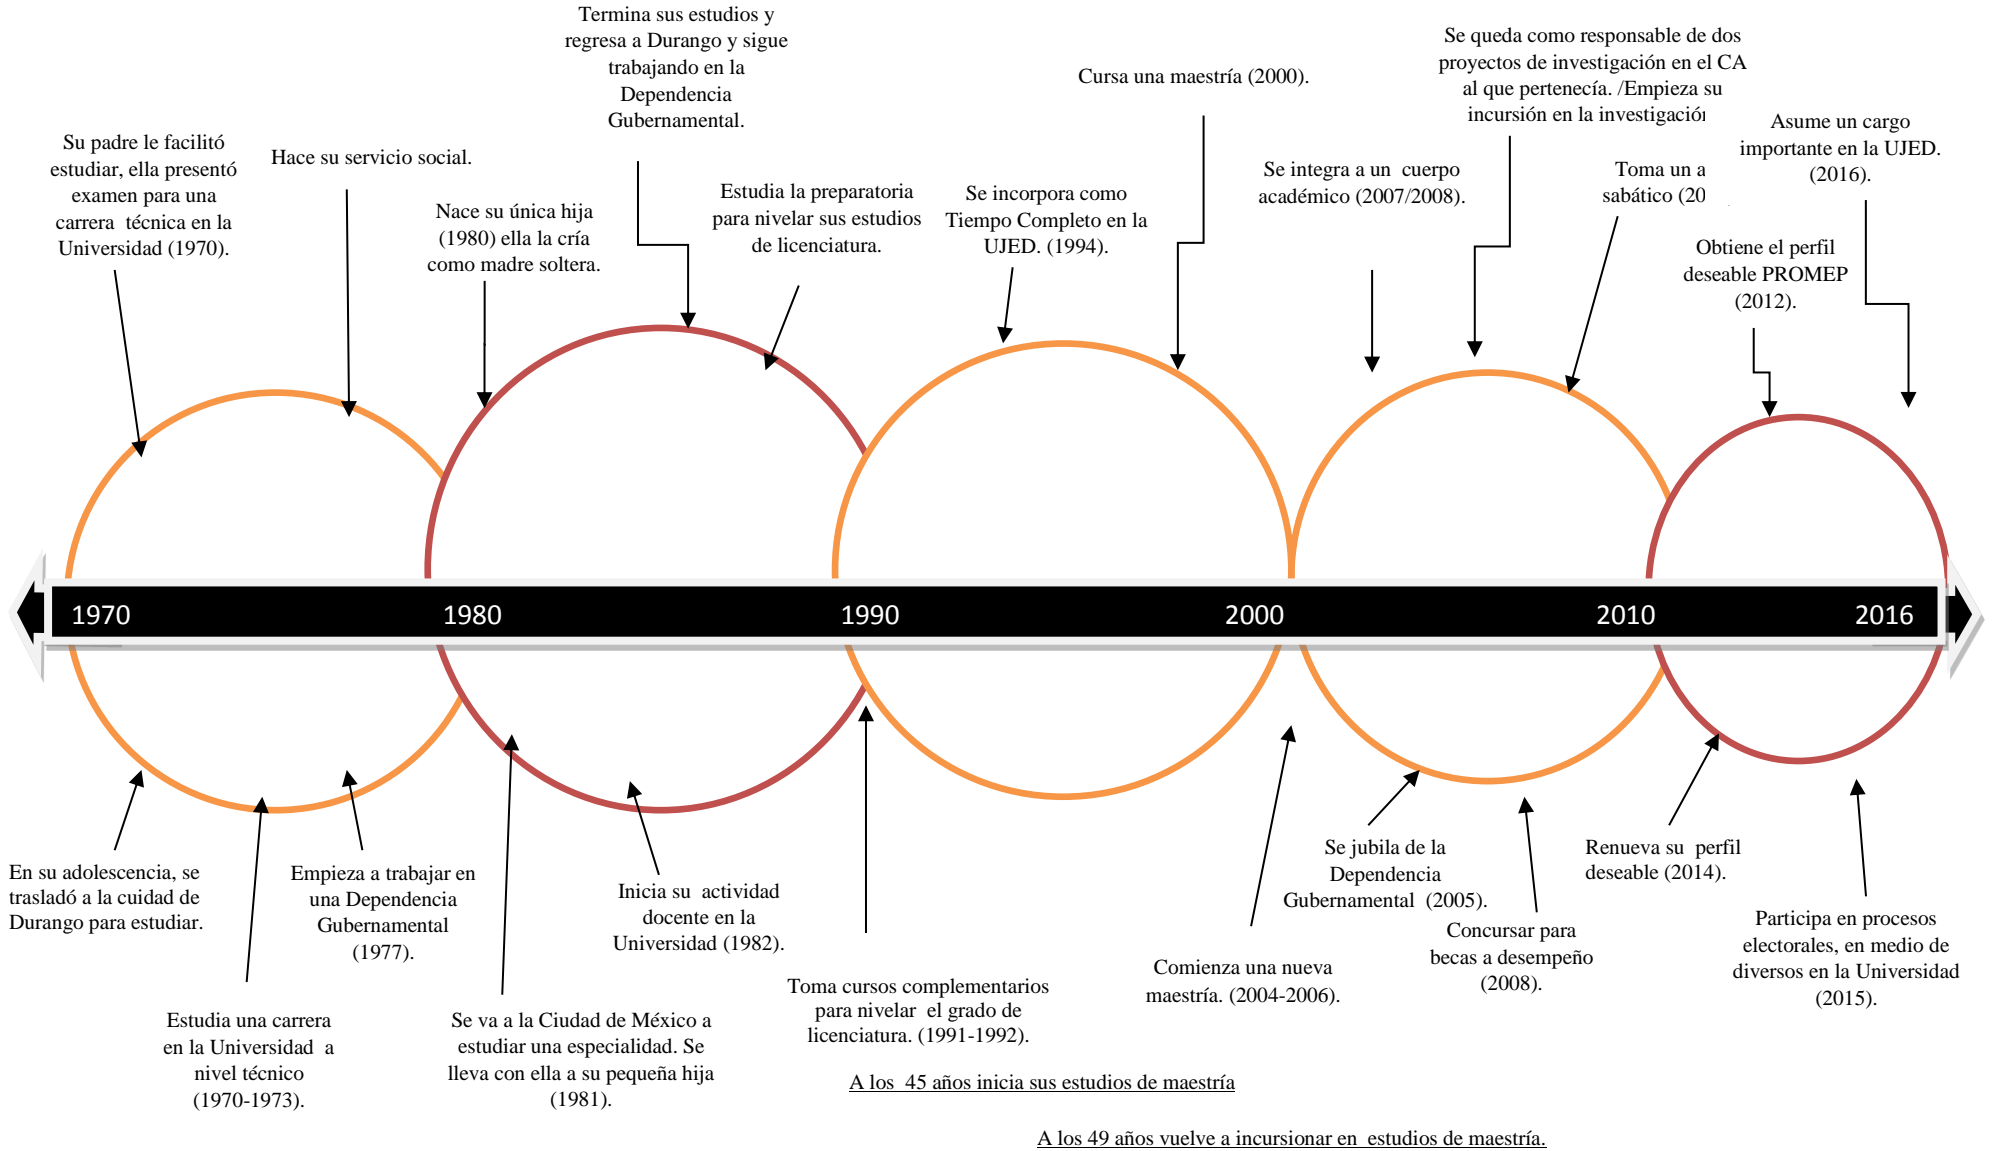 Termina sus estudios y
regresa a Durango y sigue
trabajando en la
Dependencia
Gubernamental.
Se queda como responsable de dos
proyectos de investigación en el CA
al que pertenecía. /Empieza su
incursión en la
Cursa una maestría (2000).
Asume un cargo
importante en la UJED.
(2016).
Su padre le facilitó
estudiar, ella presentó
examen para una
carrera técnica en la
Universidad (1970).
Hace su servicio social.
Nace su única hija
(1980) ella la cría
como madre soltera.
Estudia la preparatoria
para nivelar sus estudios
de licenciatura.
Se incorpora como
Tiempo Completo en la
UJED. (1994).
Se integra a un cuerpo
académico (2007/2008).
Toma un a
sabático (20
Obtiene el perfil
deseable PROMEP
(2012).
1970
1980
1990
2000
2010
2016
En su adolescencia, se
trasladó a la cuidad de
Durango para estudiar.
Estudia una carrera
en la Universidad a
nivel técnico
(1970-1973).
Empieza a trabajar en
una Dependencia
Gubernamental
(1977).
Se va a la Ciudad de México a
estudiar una especialidad. Se
lleva con ella a su pequeña hija
(1981).
Inicia su actividad
docente en la
Universidad (1982).
Toma cursos complementarios
para nivelar el grado de
licenciatura. (1991-1992).
Comienza una nueva
maestría. (2004-2006).
Se jubila de la
Dependencia
Gubernamental (2005).
Concursar para
becas a desempeño
(2008).
Renueva su perfil
deseable (2014).
Participa en procesos
electorales, en medio de
diversos en la Universidad
(2015).
A los 45 años inicia sus estudios de maestría
A los 49 años vuelve a incursionar en estudios de maestría.